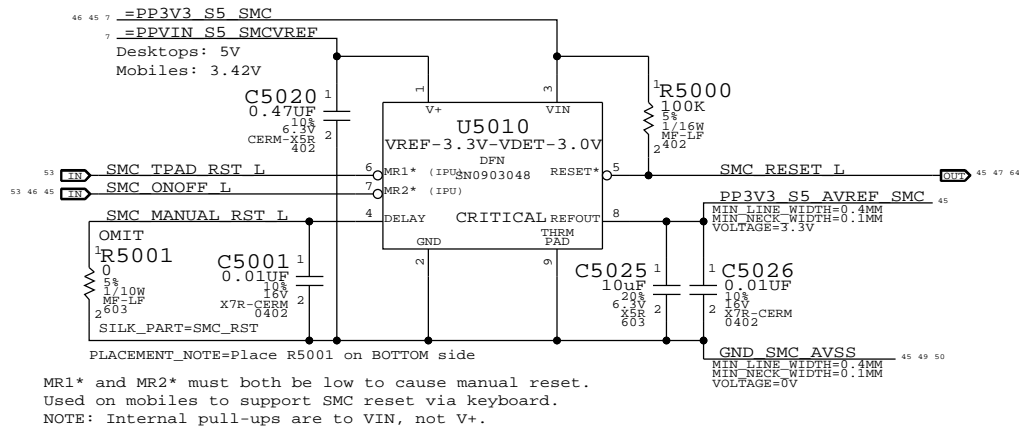 46 45 7 =PP3V3_S5_SMC
7 =PPVIN_S5_SMCVREF
Desktops: 5V
Mobiles: 3.42V
C5020 1
0.47UF
10%
6.3V
CERM-X5R 2
402
1
V+
3
VIN
U5010
VREF-3.3V-VDET-3.0V
DFN
SN0903048
CRITICAL
R5000
1
100K
5%
1/16W
MF-LF
2 402
53 IN SMC_TPAD_RST_L 6 MR1* (IPU)
53 46 45 IN SMC_ONOFF_L 7 MR2* (IPU)
RESET* 5 SMC_RESET_L OUT 45 47 64
SMC_MANUAL_RST_L 4 DELAY
REFOUT 8
PP3V3_S5_AVREF_SMC 45
MIN_LINE_WIDTH=0.4MM
MIN_NECK_WIDTH=0.1MM
VOLTAGE=3.3V
GND
2
THRM
PAD
9
OMIT
1 R5001
0
5%
1/10W
MF-LF
2 603
SILK_PART=SMC_RST
C5001 1
0.01UF
10%
16V 2
X7R-CERM
0402
C5025 1
10uF
20%
6.3V 2
X5R
603
1 C5026
0.01UF
10%
2 16V
X7R-CERM
0402
PLACEMENT_NOTE=Place R5001 on BOTTOM side
GND_SMC_AVSS 45 49 50
MIN_LINE_WIDTH=0.4MM
MIN_NECK_WIDTH=0.1MM
VOLTAGE=0V
MR1* and MR2* must both be low to cause manual reset.
Used on mobiles to support SMC reset via keyboard.
NOTE: Internal pull-ups are to VIN, not V+.